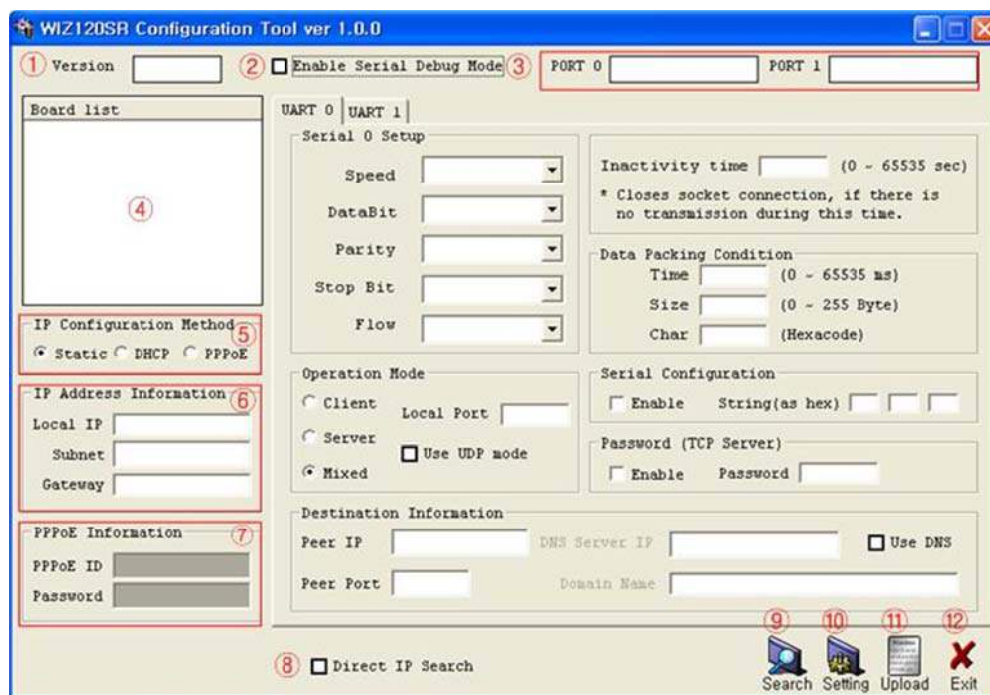 WIZ120SR Configuration Tool ver 1.0.0
① Version ② Enable Serial Debug Mode ③ PORT 0 PORT 1
Board list
④
IP Configuration Method ⑤
Static DHCP PPPoE
IP Address Information ⑥
Local IP
Subnet
Gateway
PPPoE Information ⑦
PPPoE ID
Password
UART 0 UART 1
Serial 0 Setup
Speed
DataBit
Parity
Stop Bit
Flow
Inactivity time (0 ~ 65535 sec)
* Closes socket connection, if there is
no transmission during this time.
Data Packing Condition
Time (0 ~ 65535 ms)
Size (0 ~ 255 Byte)
Char (Hexacode)
Operation Mode
Client
Local Port
Server
Use UDP mode
Mixed
Serial Configuration
Enable String(as hex)
Password (TCP Server)
Enable Password
Destination Information
Peer IP DNS Server IP Use DNS
Peer Port Domain Name
⑧ Direct IP Search
⑨ ⑩ ⑪ ⑫
Search Setting Upload Exit